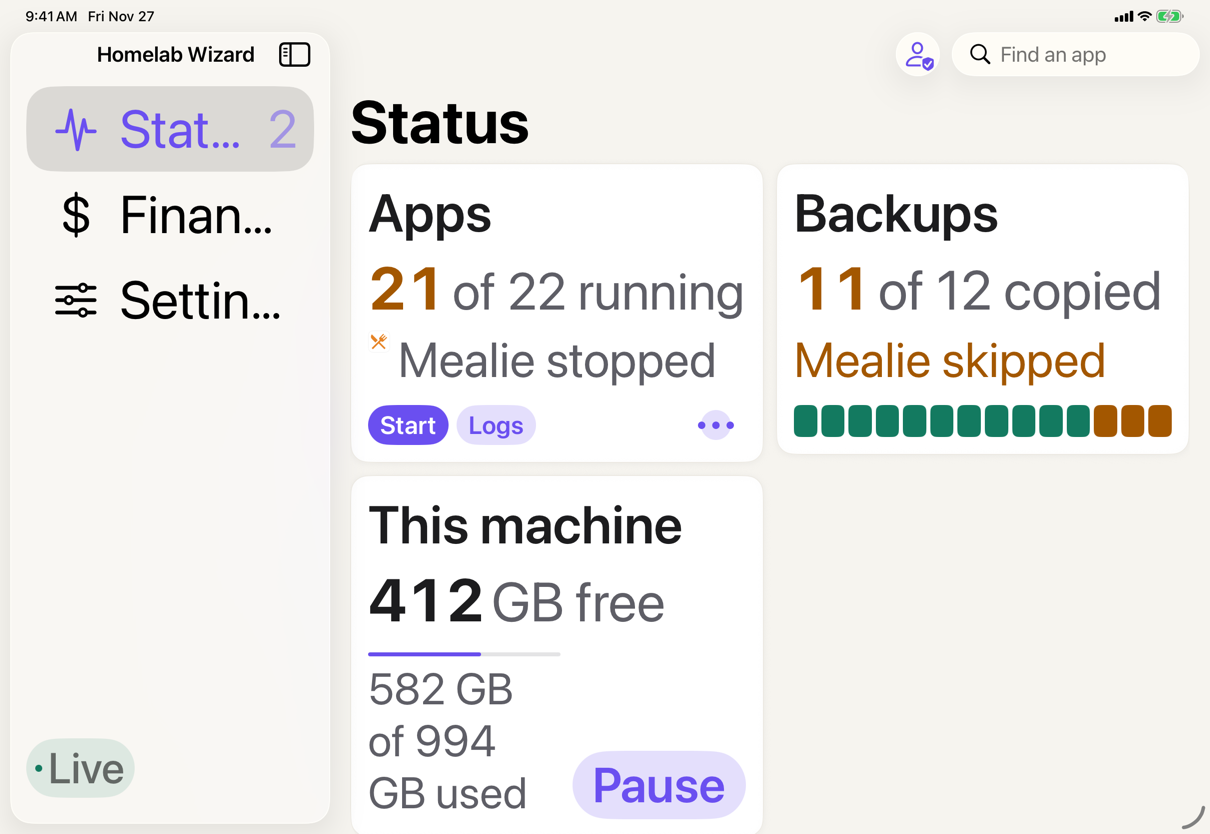 9:41 AM Fri Nov 27
Homelab Wizard
Find an app
Stat... 2
Finan...
Settin...
Live
Status
Apps
21 of 22 running
Mealie stopped
Start Logs
Backups
11 of 12 copied
Mealie skipped
This machine
412 GB free
582 GB
of 994
GB used
Pause